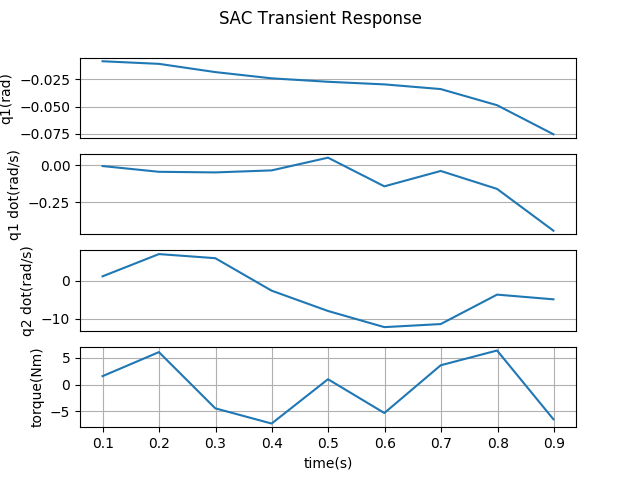 SAC Transient Response
q1(rad)
−0.025
−0.050
−0.075
q1 dot(rad/s)
0.00
−0.25
q2 dot(rad/s)
0
−10
torque(Nm)
5
0
−5
0.1 0.2 0.3 0.4 0.5 0.6 0.7 0.8 0.9
time(s)